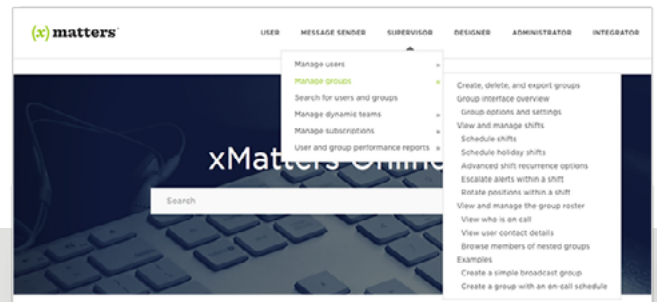 (x) matters
USER MESSAGE SENDER SUPERVISOR DESIGNER ADMINISTRATOR INTEGRATOR
Manage users »
Manage groups »
Search for users and groups
Manage dynamic teams »
Manage subscriptions »
User and group performance reports »
Create, delete, and export groups
Group interface overview
Group options and settings
View and manage shifts
Schedule shifts
Schedule holiday shifts
Advanced shift recurrence options
Escalate alerts within a shift
Rotate positions within a shift
View and manage the group roster
View who is on call
View user contact details
Browse members of nested groups
Examples
Create a simple broadcast group
Create a group with an on-call schedule
xMatters Online
Search